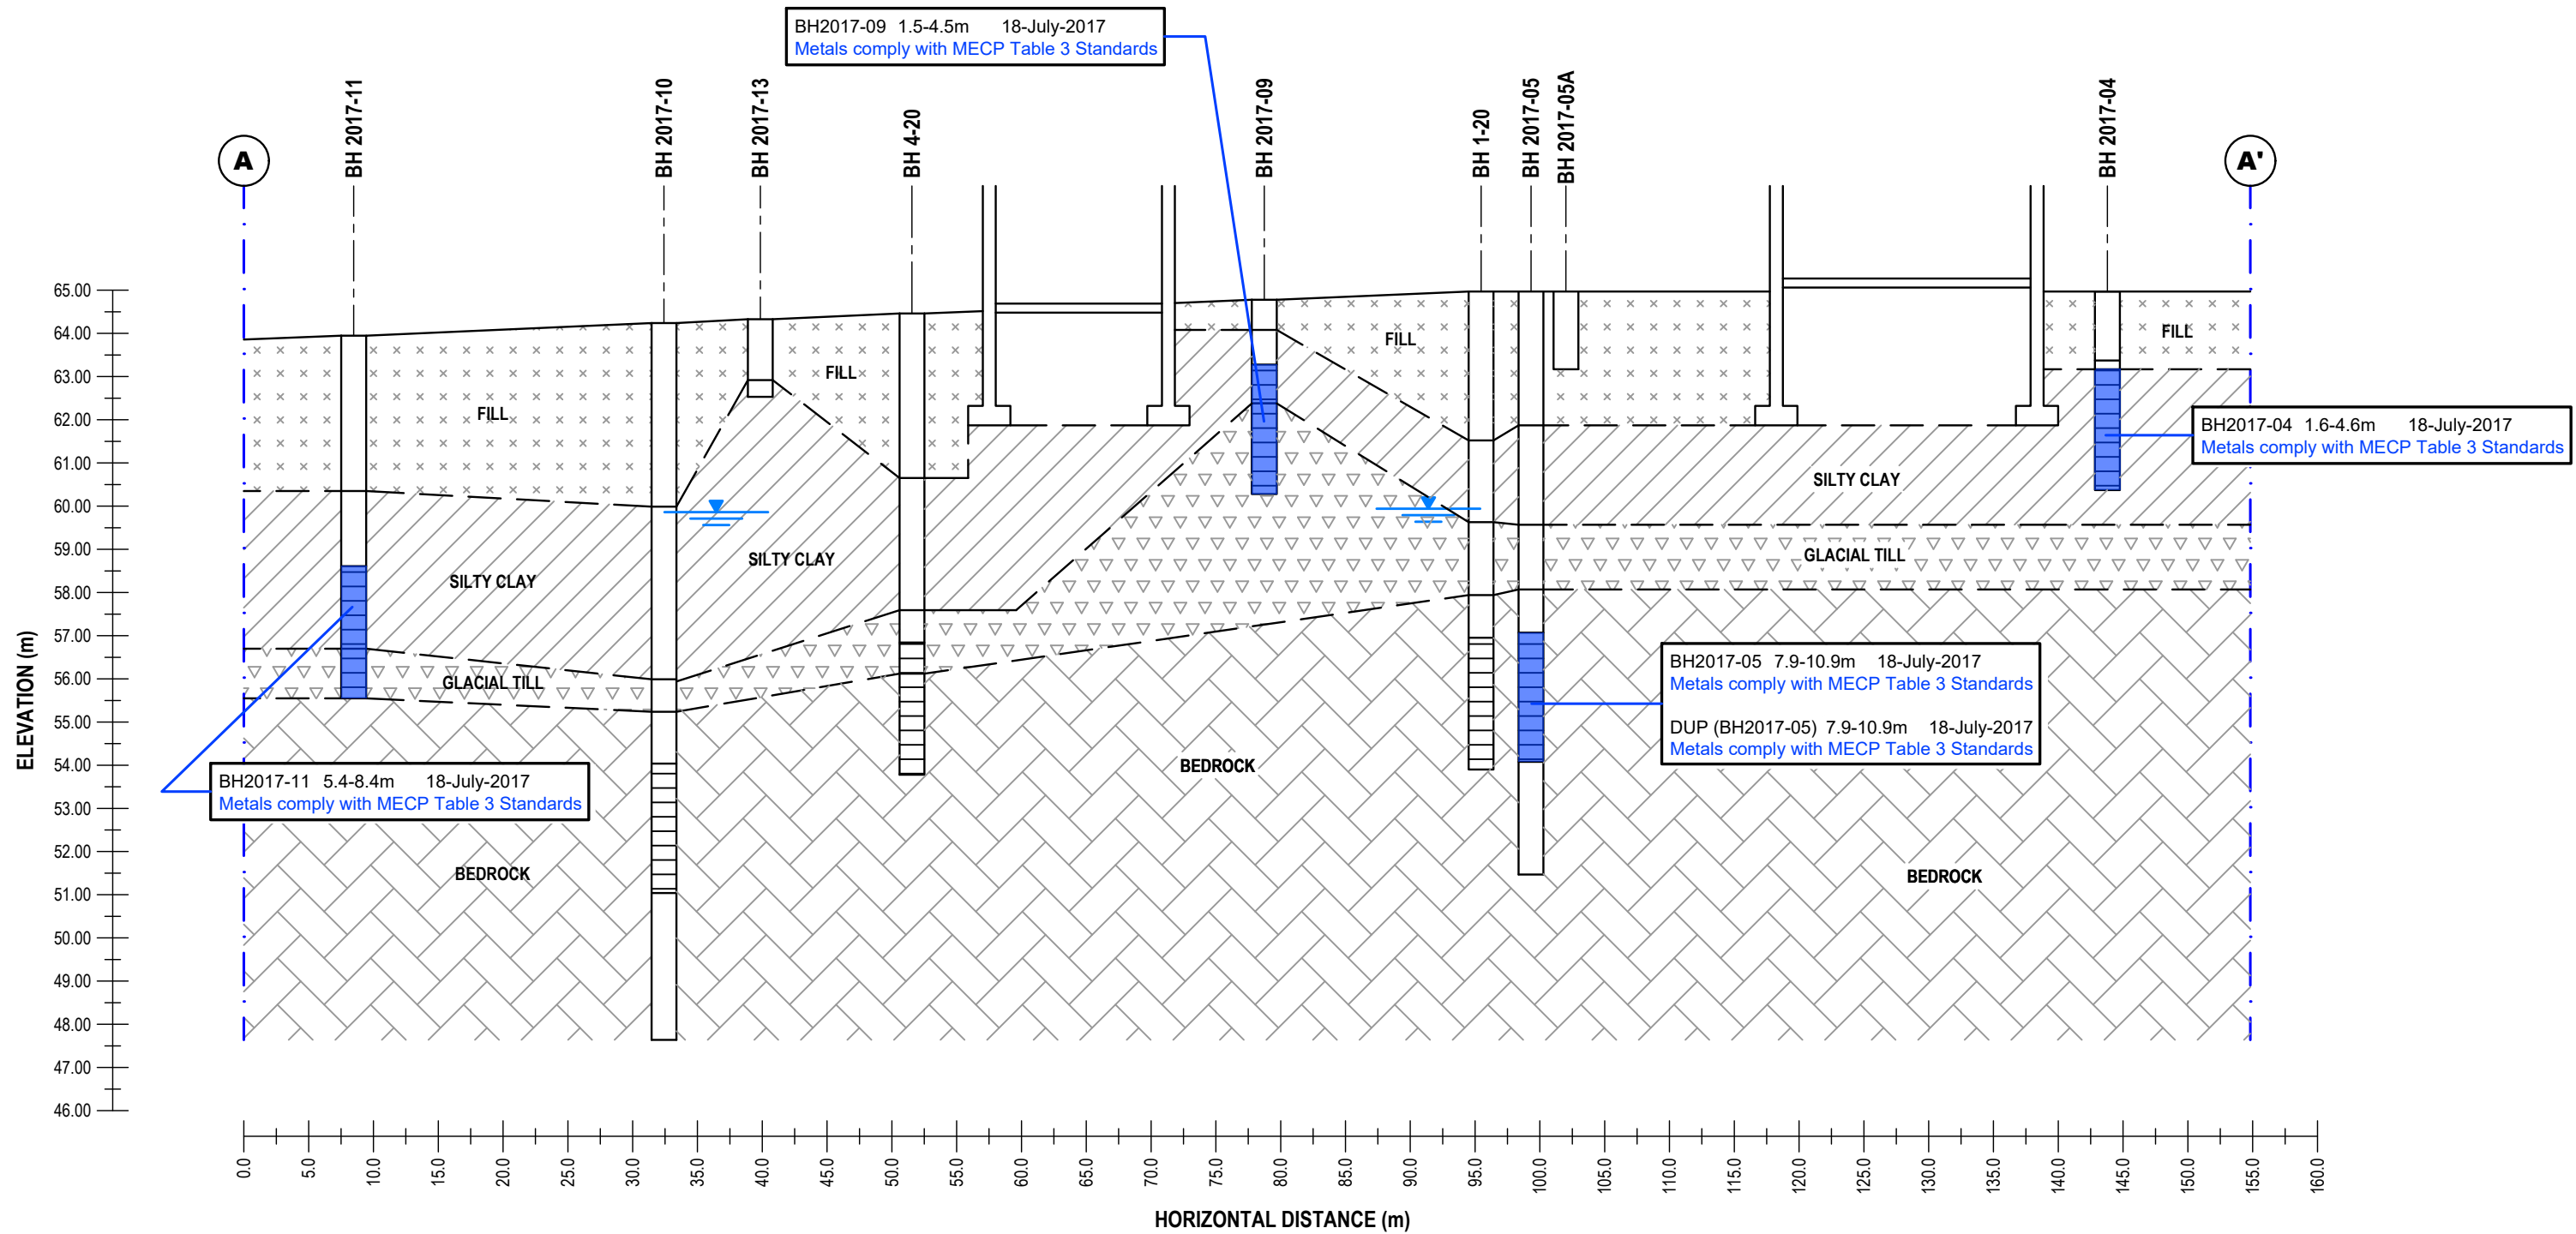 BH2017-09 1.5-4.5m 18-July-2017
Metals comply with MECP Table 3 Standards
BH 2017-11
BH 2017-10
BH 2017-13
BH 4-20
BH 2017-09
BH 1-20
BH 2017-05
BH 2017-05A
BH 2017-04
A
A'
65.00
64.00
63.00
62.00
61.00
60.00
59.00
58.00
57.00
56.00
55.00
54.00
53.00
52.00
51.00
50.00
49.00
48.00
47.00
46.00
ELEVATION (m)
FILL
FILL
FILL
FILL
SILTY CLAY
SILTY CLAY
SILTY CLAY
GLACIAL TILL
GLACIAL TILL
BEDROCK
BEDROCK
BEDROCK
BH2017-04 1.6-4.6m 18-July-2017
Metals comply with MECP Table 3 Standards
BH2017-05 7.9-10.9m 18-July-2017
Metals comply with MECP Table 3 Standards
DUP (BH2017-05) 7.9-10.9m 18-July-2017
Metals comply with MECP Table 3 Standards
BH2017-11 5.4-8.4m 18-July-2017
Metals comply with MECP Table 3 Standards
0.0
5.0
10.0
15.0
20.0
25.0
30.0
35.0
40.0
45.0
50.0
55.0
60.0
65.0
70.0
75.0
80.0
85.0
90.0
95.0
100.0
105.0
110.0
115.0
120.0
125.0
130.0
135.0
140.0
145.0
150.0
155.0
160.0
HORIZONTAL DISTANCE (m)